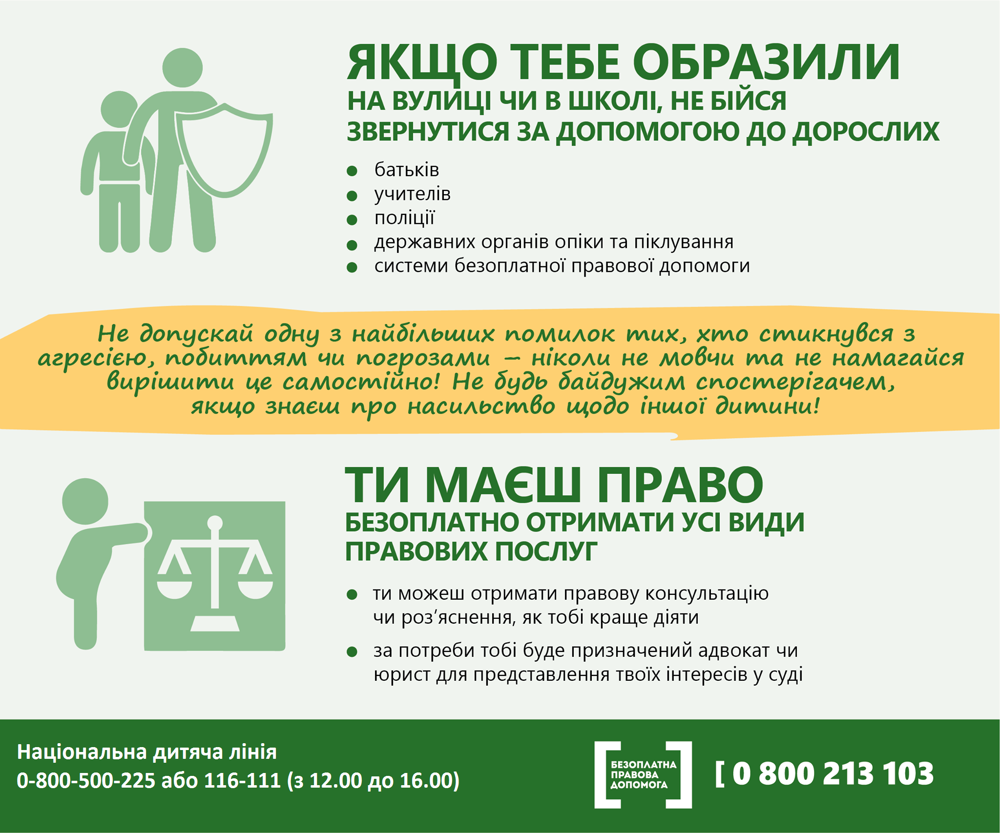 ЯКЩО ТЕБЕ ОБРАЗИЛИ
НА ВУЛИЦІ ЧИ В ШКОЛІ, НЕ БІЙСЯ
ЗВЕРНУТИСЯ ЗА ДОПОМОГОЮ ДО ДОРОСЛИХ
● батьків
● учителів
● поліції
● державних органів опіки та піклування
● системи безоплатної правової допомоги
Не допускай одну з найбільших помилок тих, хто стикнувся з
агресією, побиттям чи погрозами – ніколи не мовчи та не намагайся
вирішити це самостійно! Не будь байдужим спостерігачем,
якщо знаєш про насильство щодо іншої дитини!
ТИ МАЄШ ПРАВО
БЕЗОПЛАТНО ОТРИМАТИ УСІ ВИДИ
ПРАВОВИХ ПОСЛУГ
● ти можеш отримати правову консультацію
чи роз’яснення, як тобі краще діяти
● за потреби тобі буде призначений адвокат чи
юрист для представлення твоїх інтересів у суді
Національна дитяча лінія
0-800-500-225 або 116-111 (з 12.00 до 16.00)
БЕЗОПЛАТНА
ПРАВОВА
ДОПОМОГА
[ 0 800 213 103